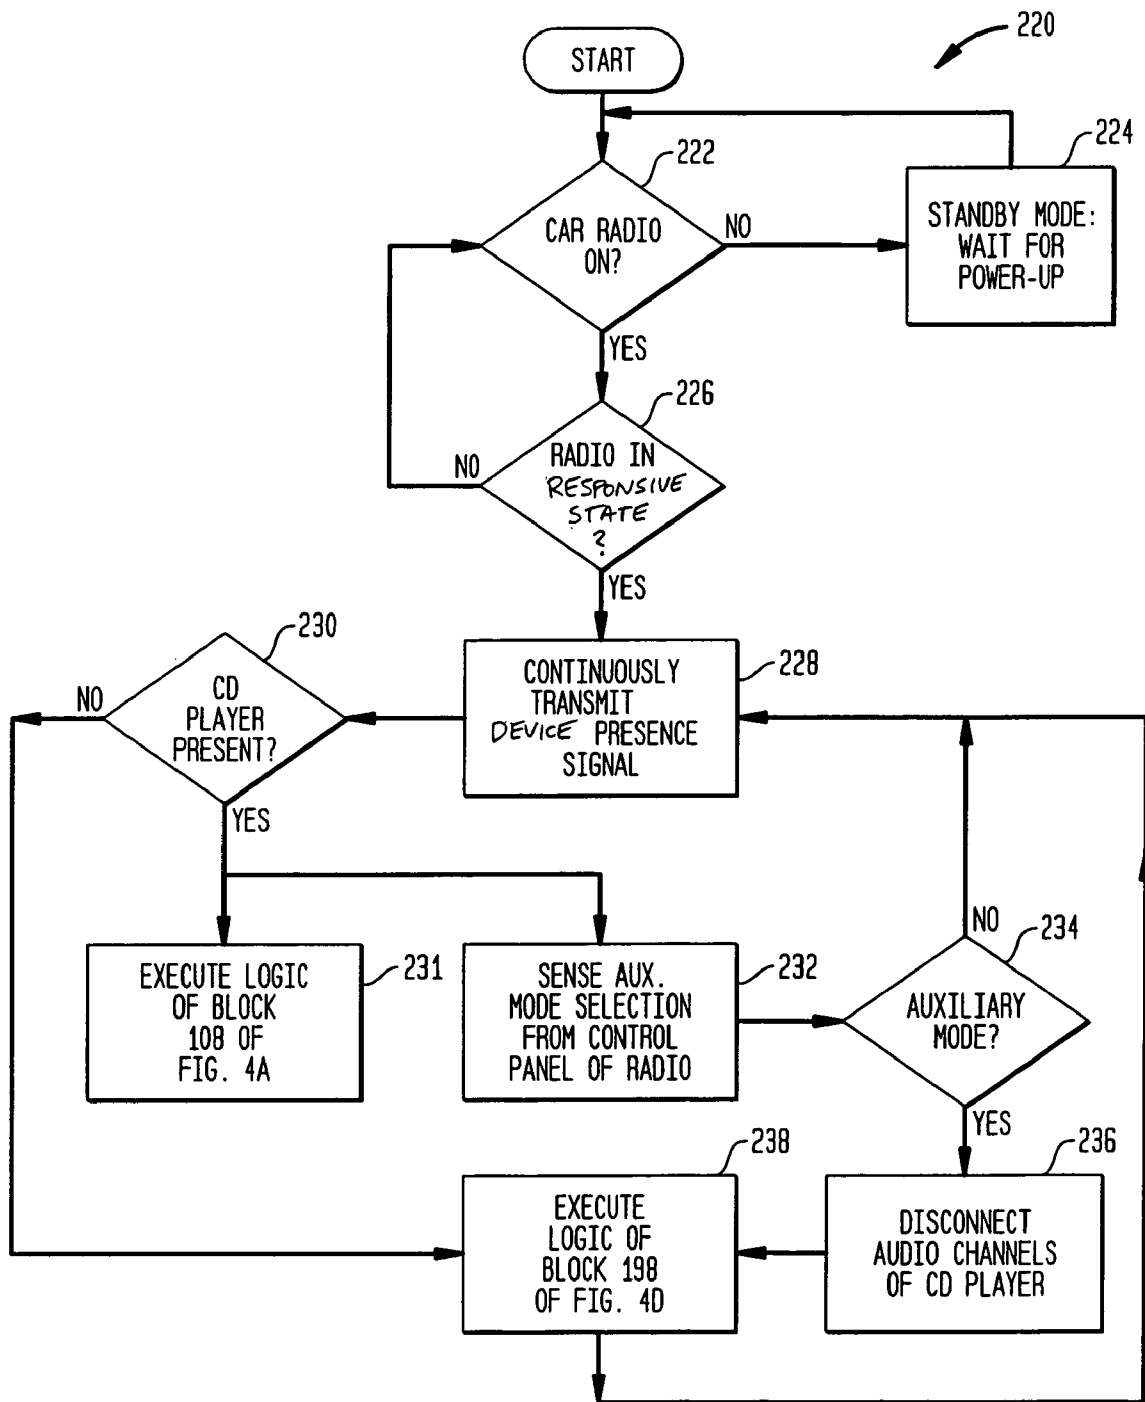 220
START
222
224
CAR RADIO
ON?
NO
STANDBY MODE:
WAIT FOR
POWER-UP
YES
226
NO
RADIO IN
RESPONSIVE
STATE
?
YES
230
228
NO
CD
PLAYER
PRESENT?
CONTINUOUSLY
TRANSMIT
DEVICE PRESENCE
SIGNAL
YES
NO
231
232
234
EXECUTE LOGIC
OF BLOCK
108 OF
FIG. 4A
SENSE AUX.
MODE SELECTION
FROM CONTROL
PANEL OF RADIO
AUXILIARY
MODE?
YES
238
236
EXECUTE
LOGIC OF
BLOCK 198
OF FIG. 4D
DISCONNECT
AUDIO CHANNELS
OF CD PLAYER